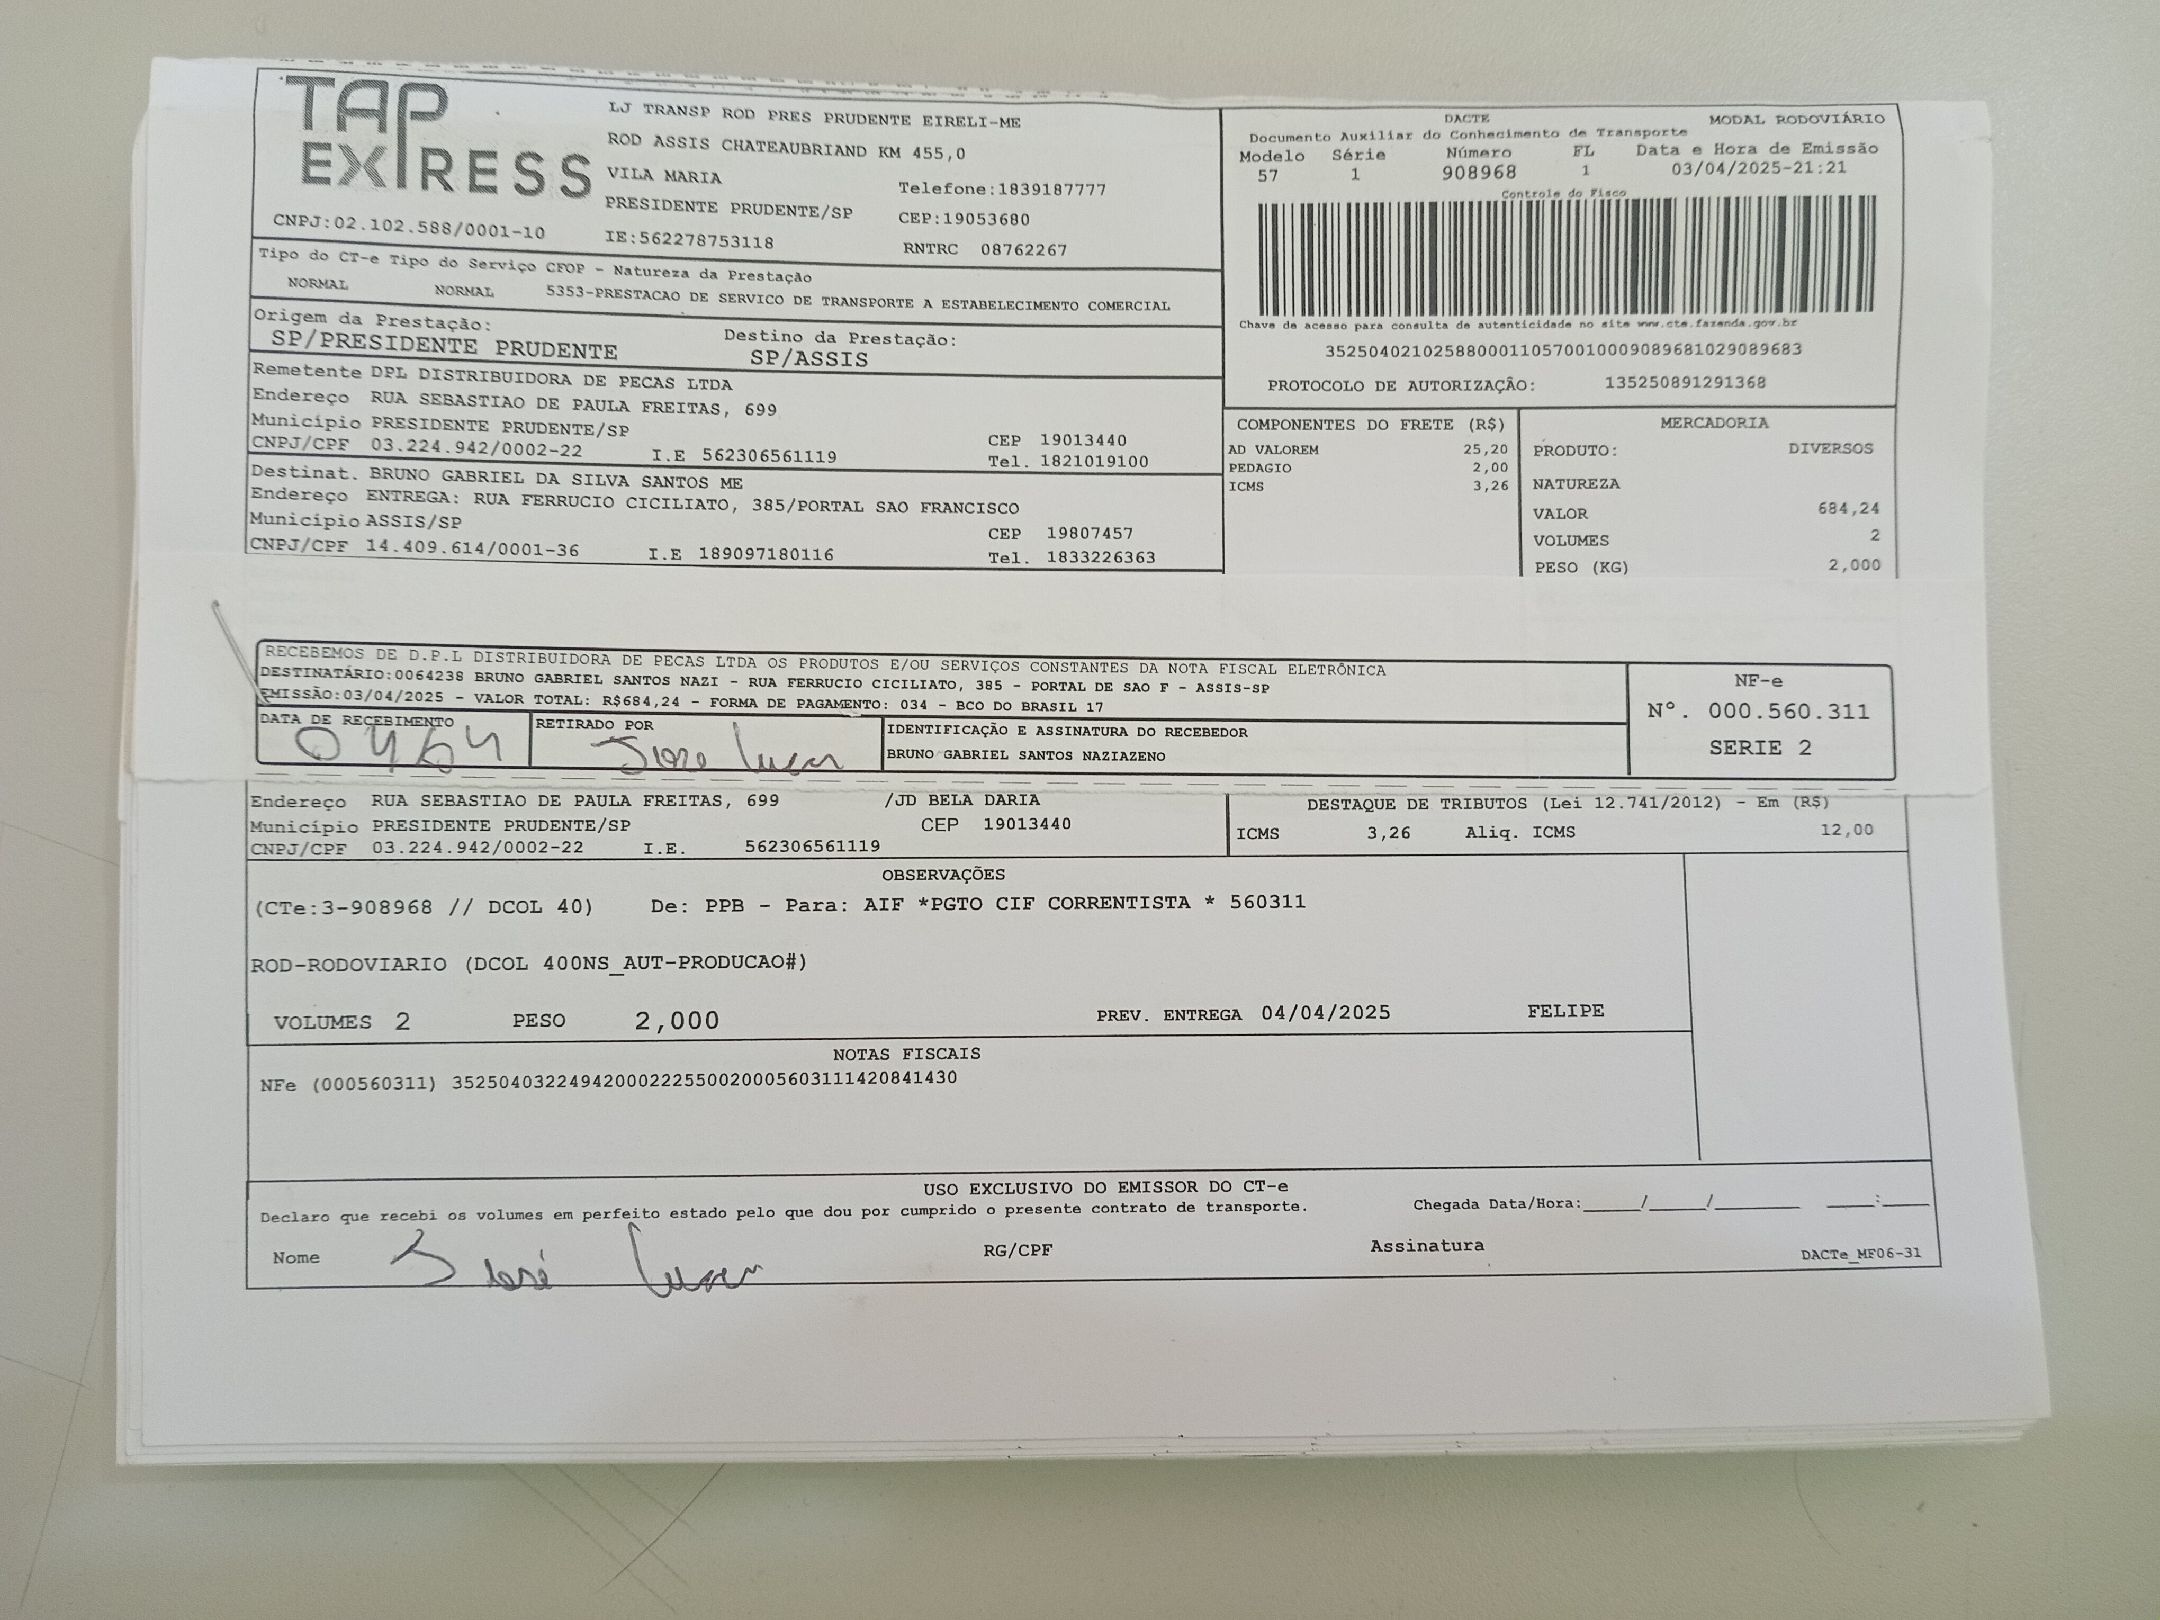 TAP
EXPRESS
LJ TRANSP ROD PRES PRUDENTE EIRELI-ME
ROD ASSIS CHATEAUBRIAND KM 455,0
VILA MARIA
Telefone:1839187777
PRESIDENTE PRUDENTE/SP
CEP:19053680
CNPJ:02.102.588/0001-10
IE:562278753118
RNTRC 08762267
DACTE MODAL RODOVIÁRIO
Documento Auxiliar do Conhecimento de Transporte
Modelo Série Número FL Data e Hora de Emissão
57 1 908968 1 03/04/2025-21:21
Controle do Fisco
Chave de acesso para consulta de autenticidade no site www.cte.fazenda.gov.br
35250402102588000110570010009089681029089683
PROTOCOLO DE AUTORIZAÇÃO: 135250891291368
Tipo do CT-e Tipo do Serviço CFOP - Natureza da Prestação
NORMAL NORMAL 5353-PRESTACAO DE SERVICO DE TRANSPORTE A ESTABELECIMENTO COMERCIAL
Origem da Prestação: Destino da Prestação:
SP/PRESIDENTE PRUDENTE SP/ASSIS
Remetente DPL DISTRIBUIDORA DE PECAS LTDA
Endereço RUA SEBASTIAO DE PAULA FREITAS, 699
Município PRESIDENTE PRUDENTE/SP CEP 19013440
CNPJ/CPF 03.224.942/0002-22 I.E 562306561119 Tel. 1821019100
Destinat. BRUNO GABRIEL DA SILVA SANTOS ME
Endereço ENTREGA: RUA FERRUCIO CICILIATO, 385/PORTAL SAO FRANCISCO
Município ASSIS/SP CEP 19807457
CNPJ/CPF 14.409.614/0001-36 I.E 189097180116 Tel. 1833226363
COMPONENTES DO FRETE (R$)
AD VALOREM 25,20
PEDAGIO 2,00
ICMS 3,26
MERCADORIA
PRODUTO: DIVERSOS
NATUREZA
VALOR 684,24
VOLUMES 2
PESO (KG) 2,000
RECEBEMOS DE D.P.L DISTRIBUIDORA DE PECAS LTDA OS PRODUTOS E/OU SERVIÇOS CONSTANTES DA NOTA FISCAL ELETRÔNICA
DESTINATÁRIO:0064238 BRUNO GABRIEL SANTOS NAZI - RUA FERRUCIO CICILIATO, 385 - PORTAL DE SAO F - ASSIS-SP
EMISSÃO:03/04/2025 - VALOR TOTAL: R$684,24 - FORMA DE PAGAMENTO: 034 - BCO DO BRASIL 17
DATA DE RECEBIMENTO
RETIRADO POR
IDENTIFICAÇÃO E ASSINATURA DO RECEBEDOR
BRUNO GABRIEL SANTOS NAZIAZENO
NF-e
Nº. 000.560.311
SERIE 2
Endereço RUA SEBASTIAO DE PAULA FREITAS, 699 /JD BELA DARIA
Município PRESIDENTE PRUDENTE/SP CEP 19013440
CNPJ/CPF 03.224.942/0002-22 I.E. 562306561119
DESTAQUE DE TRIBUTOS (Lei 12.741/2012) - Em (R$)
ICMS 3,26 Aliq. ICMS 12,00
OBSERVAÇÕES
(CTe:3-908968 // DCOL 40) De: PPB - Para: AIF *PGTO CIF CORRENTISTA * 560311
ROD-RODOVIARIO (DCOL 400NS_AUT-PRODUCAO#)
VOLUMES 2 PESO 2,000 PREV. ENTREGA 04/04/2025 FELIPE
NOTAS FISCAIS
NFe (000560311) 35250403224942000222550020005603111420841430
USO EXCLUSIVO DO EMISSOR DO CT-e
Declaro que recebi os volumes em perfeito estado pelo que dou por cumprido o presente contrato de transporte. Chegada Data/Hora:____/____/______ ___:___
Nome José RG/CPF Assinatura DACTe_MF06-31